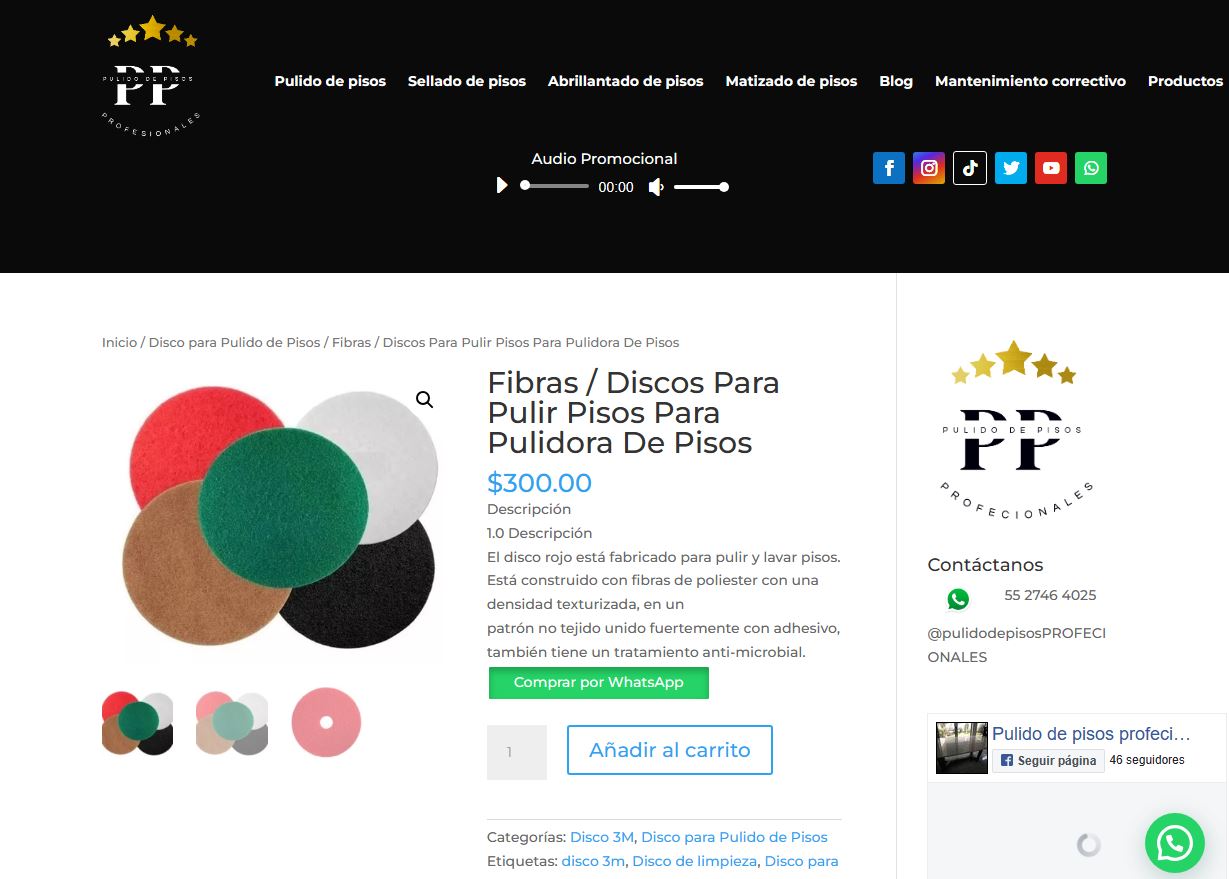 PULIDO DE PISOS
PP
PROFESIONALES
Pulido de pisos
Sellado de pisos
Abrillantado de pisos
Matizado de pisos
Blog
Mantenimiento correctivo
Productos
Audio Promocional
00:00
Inicio / Disco para Pulido de Pisos / Fibras / Discos Para Pulir Pisos Para Pulidora De Pisos
Fibras / Discos Para
Pulir Pisos Para
Pulidora De Pisos
$300.00
Descripción
1.0 Descripción
El disco rojo está fabricado para pulir y lavar pisos.
Está construido con fibras de poliester con una
densidad texturizada, en un
patrón no tejido unido fuertemente con adhesivo,
también tiene un tratamiento anti-microbial.
Comprar por WhatsApp
1
Añadir al carrito
Categorías: Disco 3M, Disco para Pulido de Pisos
Etiquetas: disco 3m, Disco de limpieza, Disco para
PULIDO DE PISOS
PP
PROFECIONALES
Contáctanos
55 2746 4025
@pulidodepisosPROFECI
ONALES
Pulido de pisos profeci...
Seguir página
46 seguidores